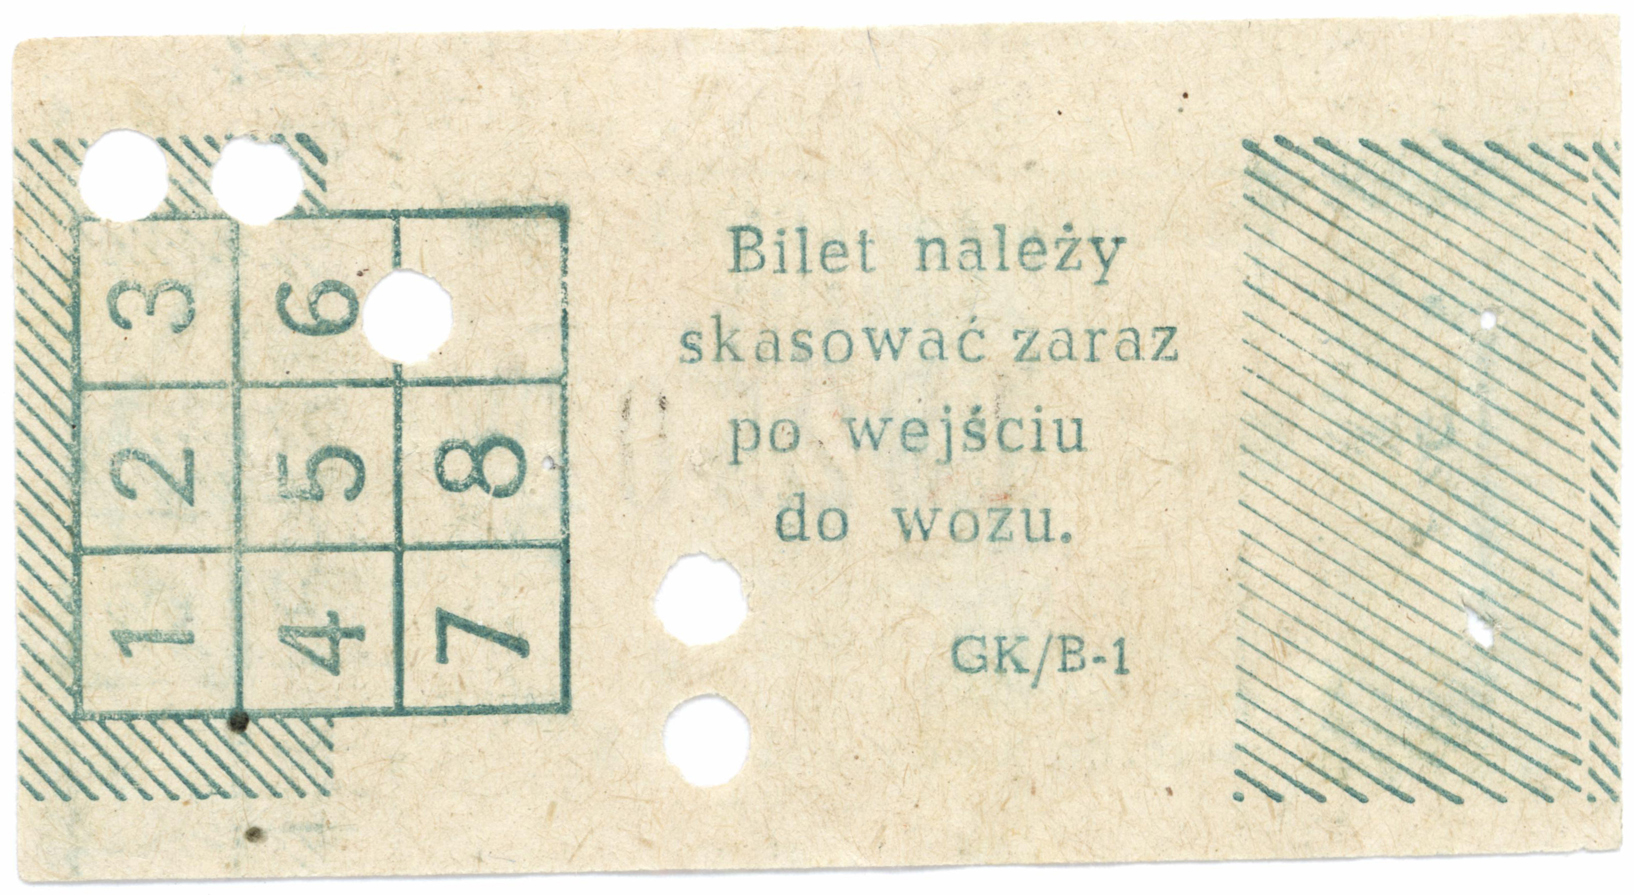 1 2 3
4 5 6
7 8
Bilet należy
skasować zaraz
po wejściu
do wozu.
GK/B-1